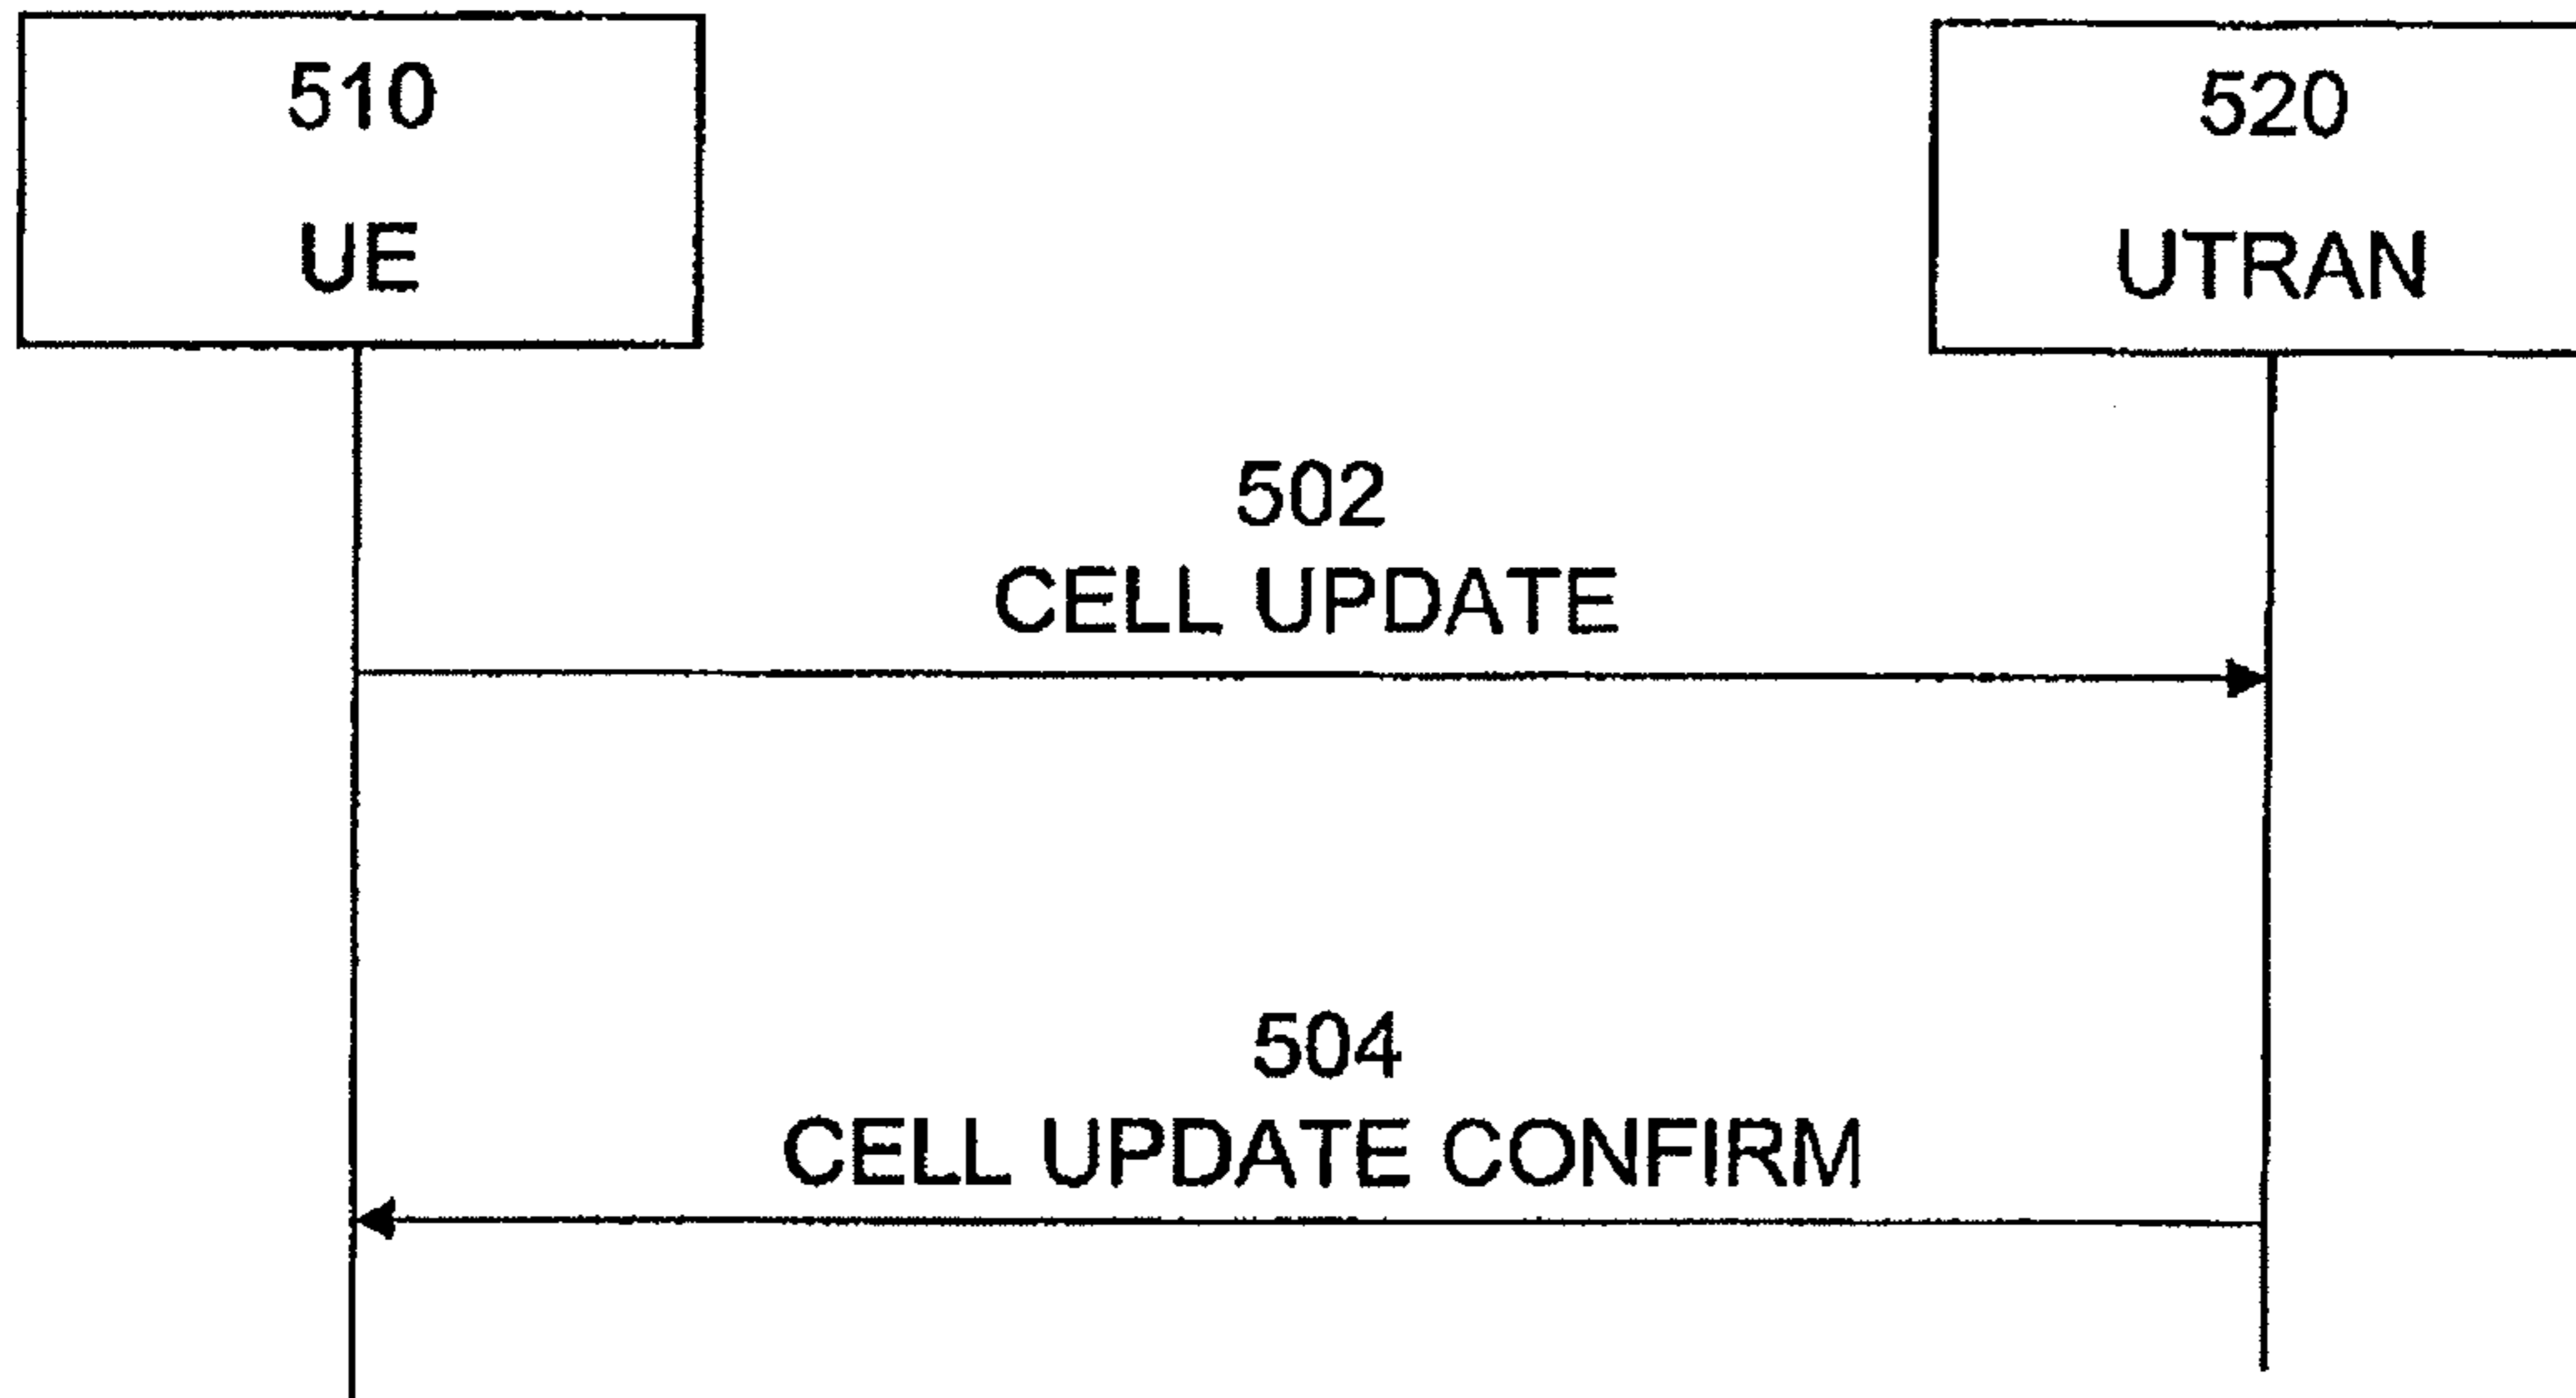 510
UE
520
UTRAN
502
CELL UPDATE
504
CELL UPDATE CONFIRM